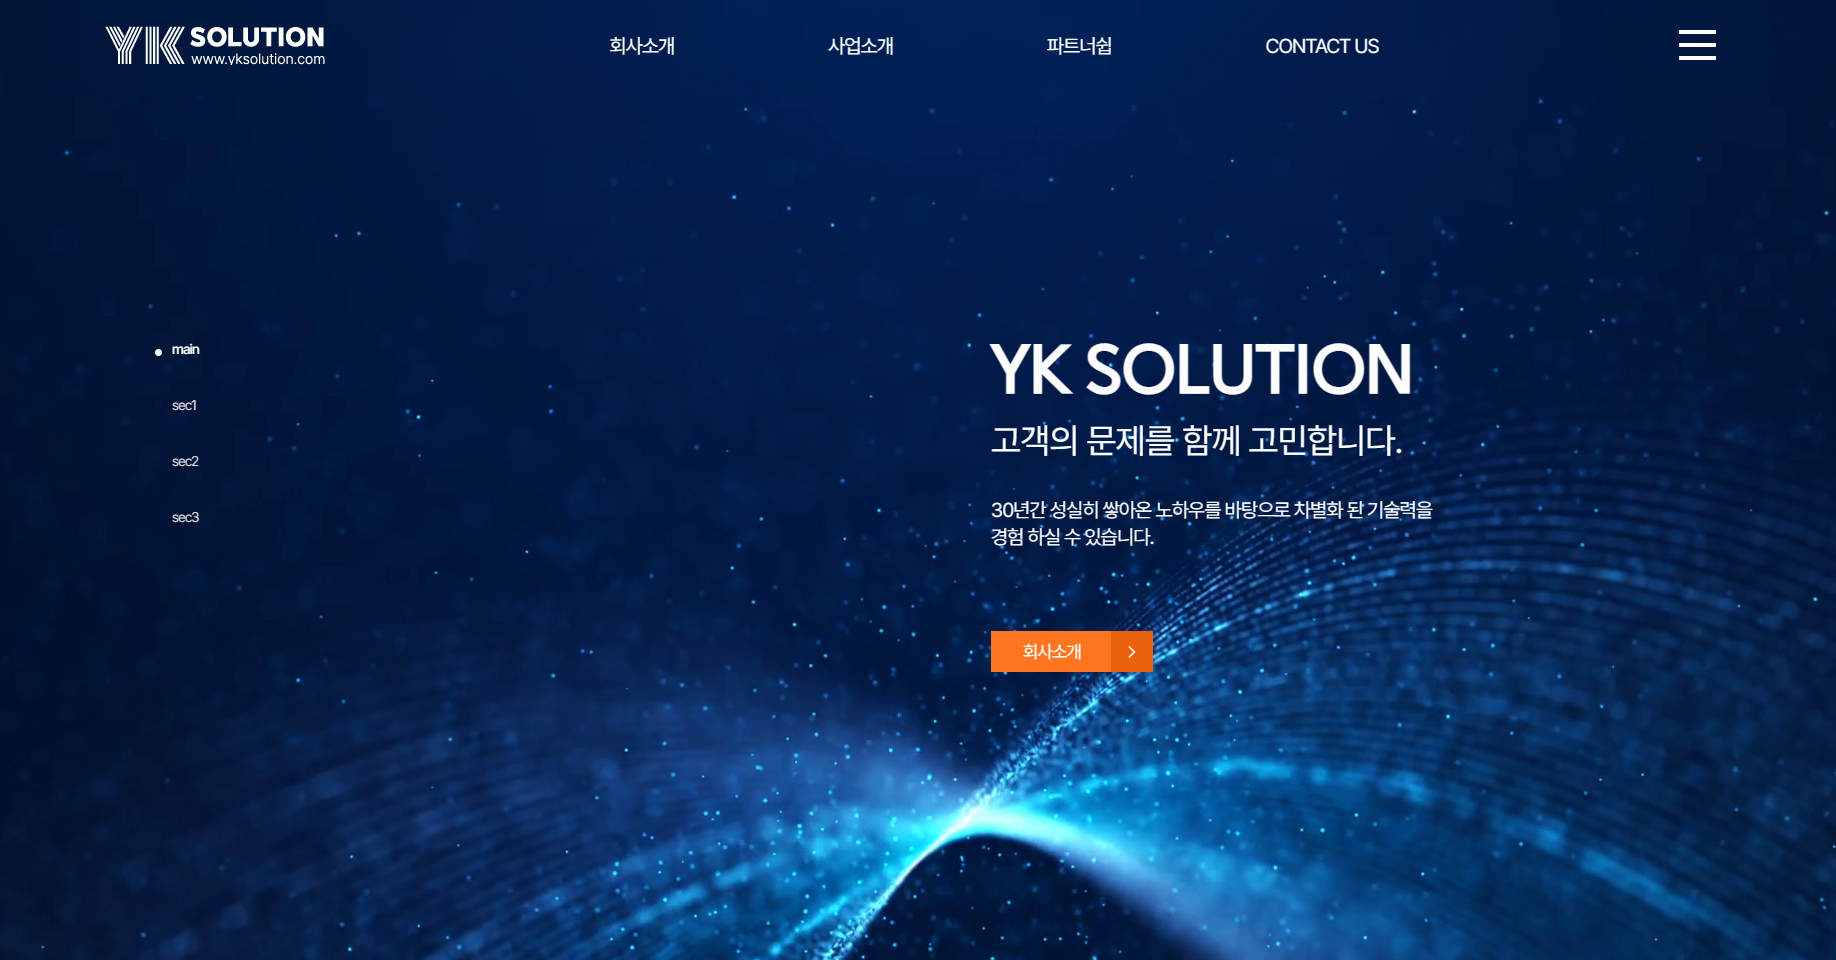 YK SOLUTION
www.yksolution.com
회사소개
사업소개
파트너쉽
CONTACT US
main
sec1
sec2
sec3
YK SOLUTION
고객의 문제를 함께 고민합니다.
30년간 성실히 쌓아온 노하우를 바탕으로 차별화 된 기술력을
경험 하실 수 있습니다.
회사소개